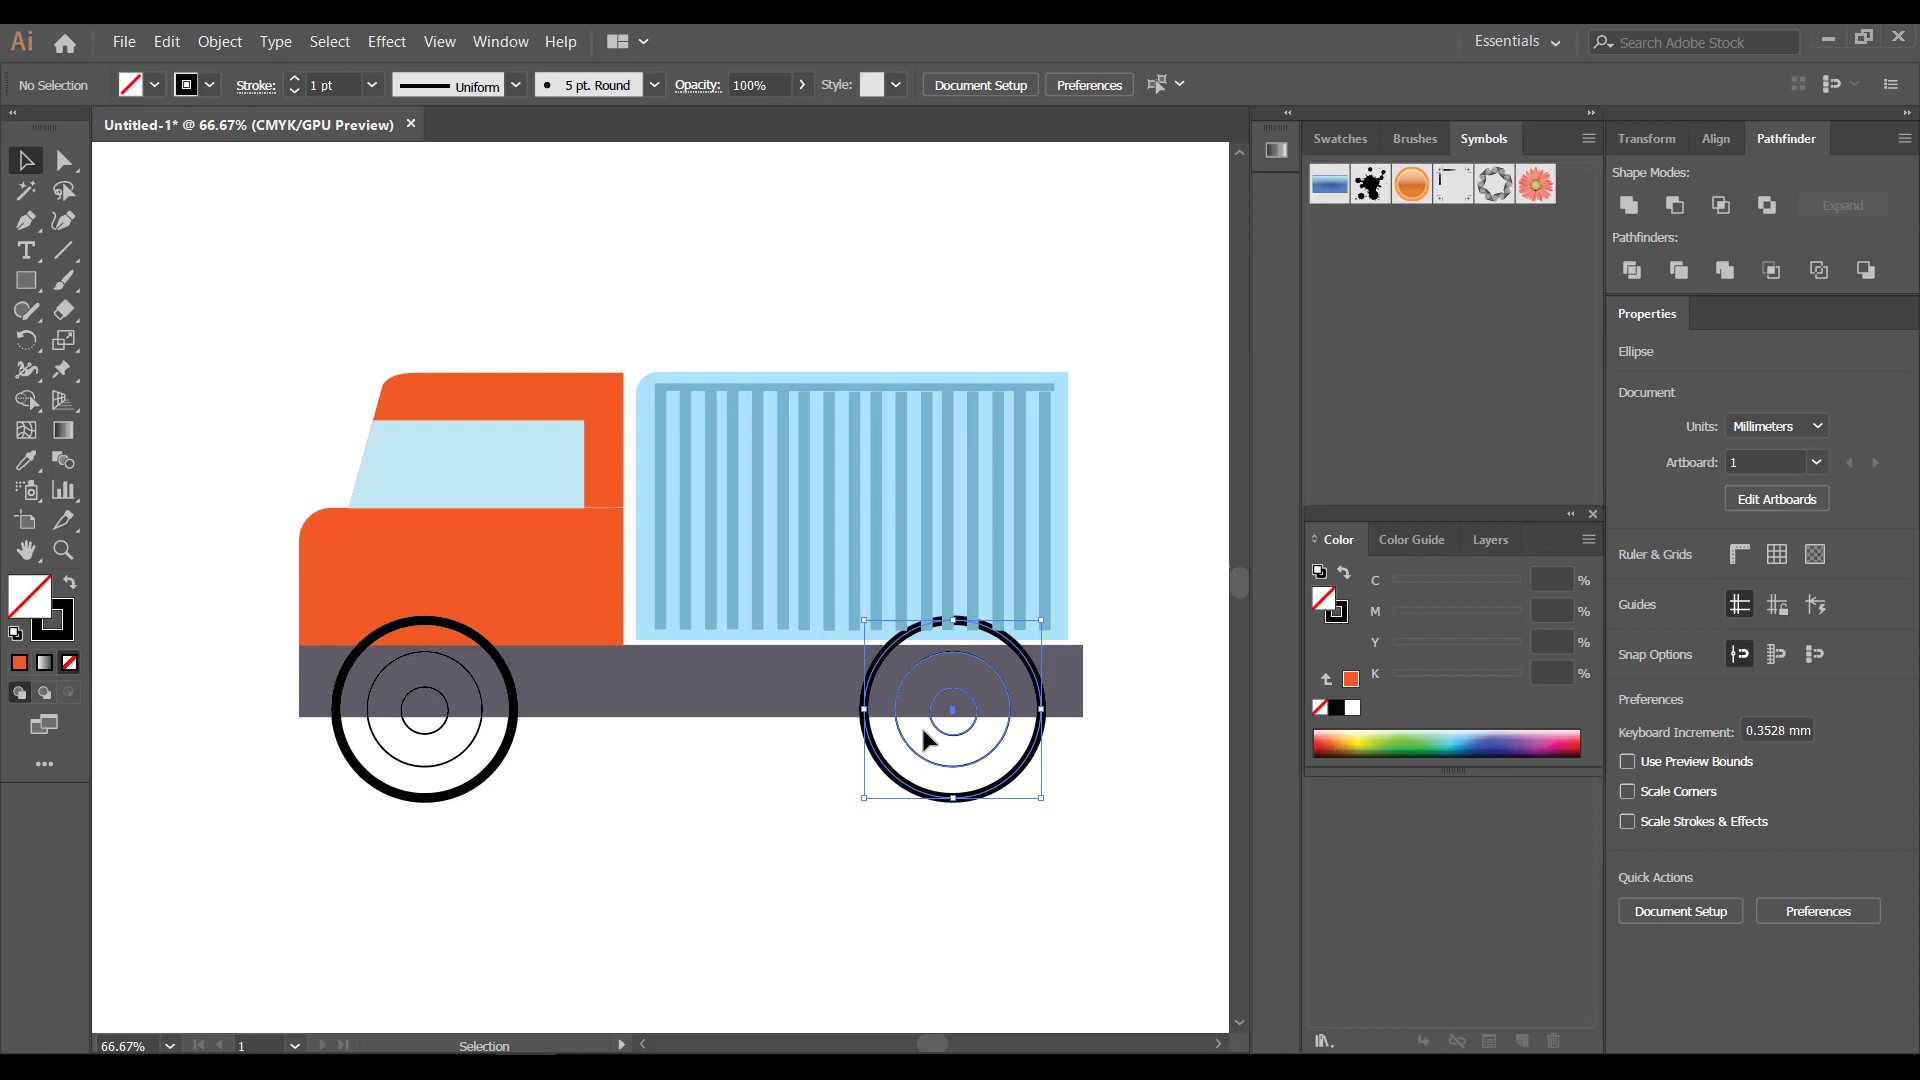 Ai File Edit Object Type Select Effect View Window Help Essentials Search Adobe Stock
No Selection Stroke: 1 pt Uniform 5 pt. Round Opacity: 100% Style: Document Setup Preferences
Untitled-1* @ 66.67% (CMYK/GPU Preview)
Swatches Brushes Symbols
Transform Align Pathfinder
Shape Modes:
Expand
Pathfinders:
Properties
Ellipse
Document
Units: Millimeters
Artboard: 1
Edit Artboards
Ruler & Grids
Guides
Snap Options
Preferences
Keyboard Increment: 0.3528 mm
Use Preview Bounds
Scale Corners
Scale Strokes & Effects
Quick Actions
Document Setup Preferences
Color Color Guide Layers
C %
M %
Y %
K %
66.67% 1 Selection